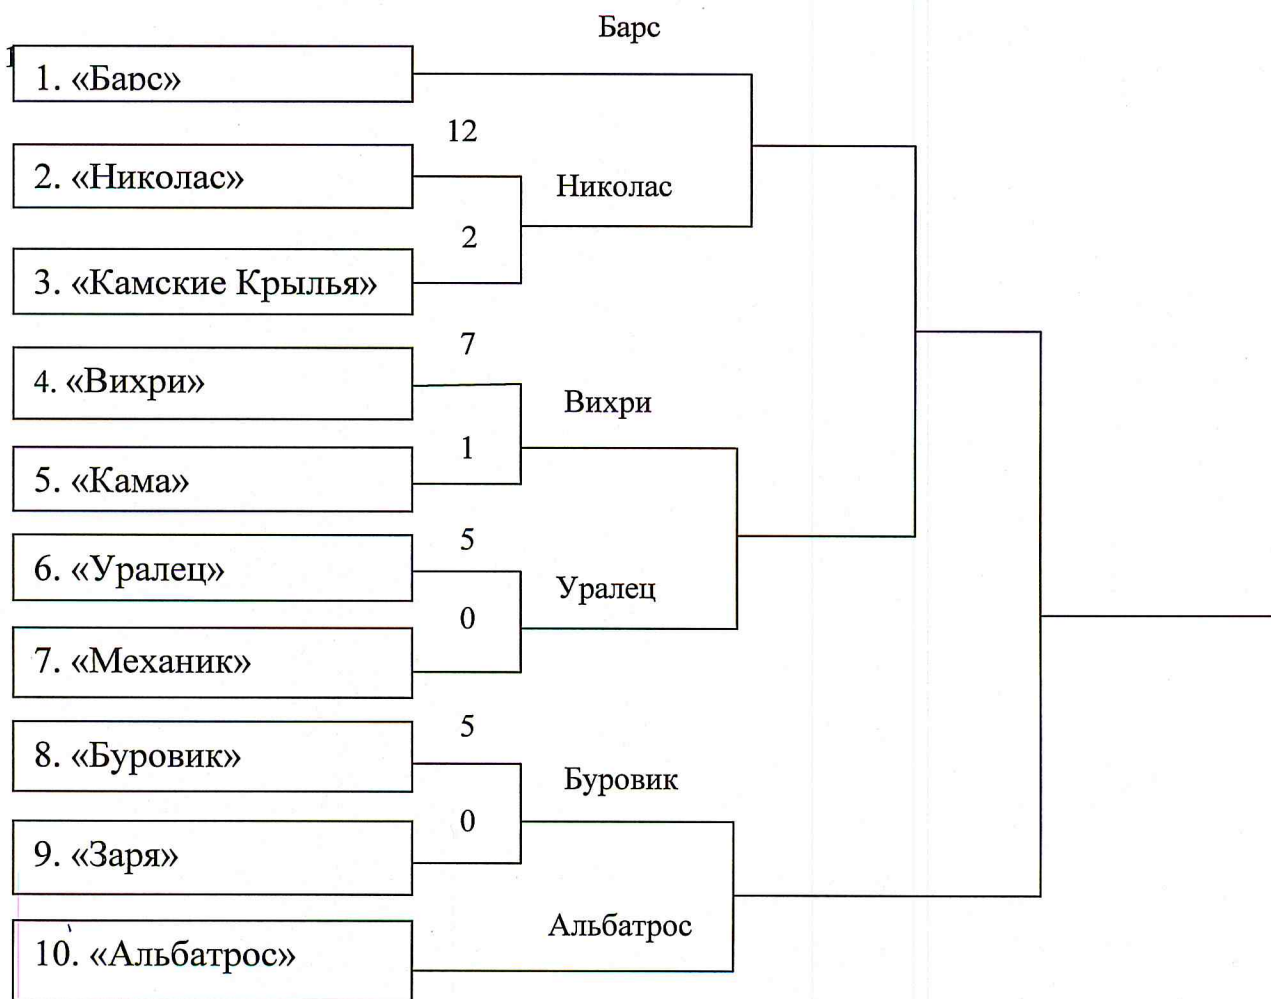 Барс
1. «Барс»
12
2. «Николас»
Николас
2
3. «Камские Крылья»
7
4. «Вихри»
Вихри
1
5. «Кама»
5
6. «Уралец»
Уралец
0
7. «Механик»
5
8. «Буровик»
Буровик
0
9. «Заря»
Альбатрос
10. «Альбатрос»